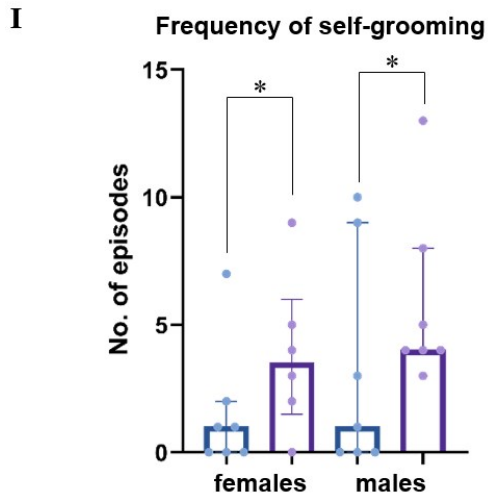 I
Frequency of self-grooming
No. of episodes
15
10
5
0
*
*
females
males